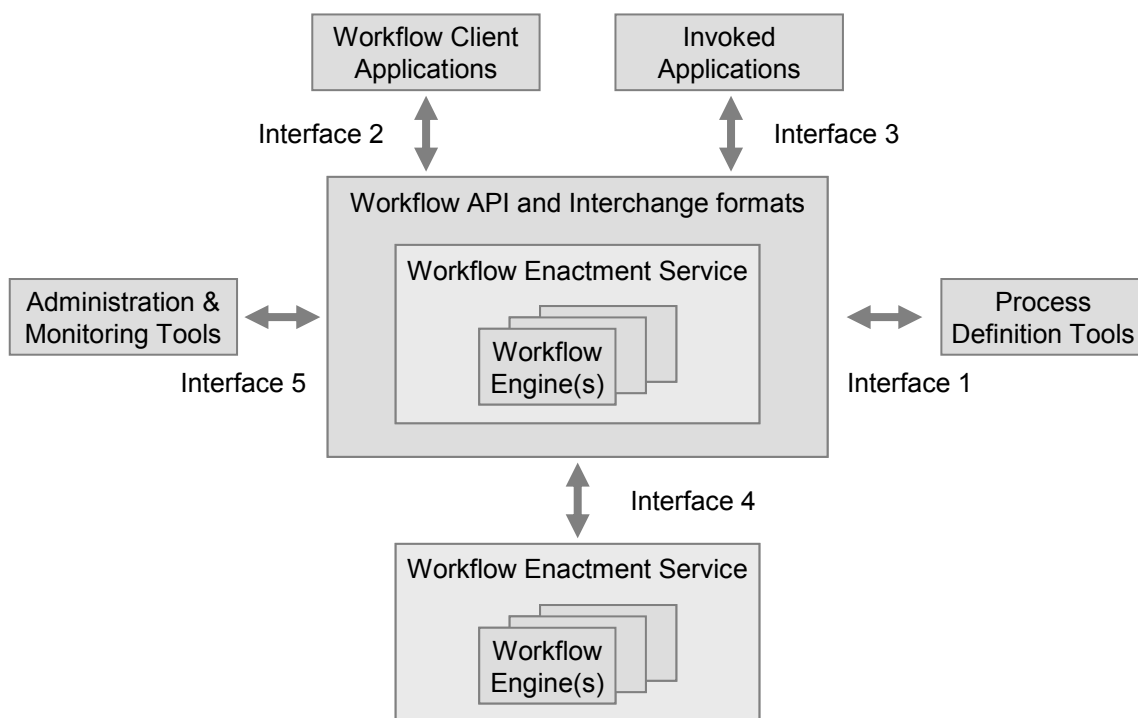 Workflow Client
Applications
Invoked
Applications
Interface 2
Interface 3
Workflow API and Interchange formats
Workflow Enactment Service
Administration &
Monitoring Tools
Process
Definition Tools
Workflow
Engine(s)
Interface 5
Interface 1
Interface 4
Workflow Enactment Service
Workflow
Engine(s)